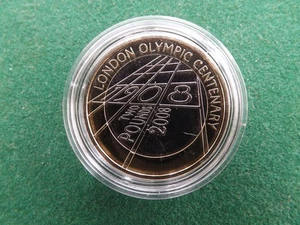 LONDON OLYMPIC CENTENARY
1908
TWO
POUNDS
2008